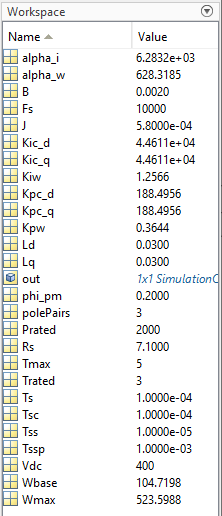 Workspace
Name Value
alpha_i 6.2832e+03
alpha_w 628.3185
B 0.0020
Fs 10000
J 5.8000e-04
Kic_d 4.4611e+04
Kic_q 4.4611e+04
Kiw 1.2566
Kpc_d 188.4956
Kpc_q 188.4956
Kpw 0.3644
Ld 0.0300
Lq 0.0300
out 1x1 SimulationO
phi_pm 0.2000
polePairs 3
Prated 2000
Rs 7.1000
Tmax 5
Trated 3
Ts 1.0000e-04
Tsc 1.0000e-04
Tss 1.0000e-05
Tssp 1.0000e-03
Vdc 400
Wbase 104.7198
Wmax 523.5988